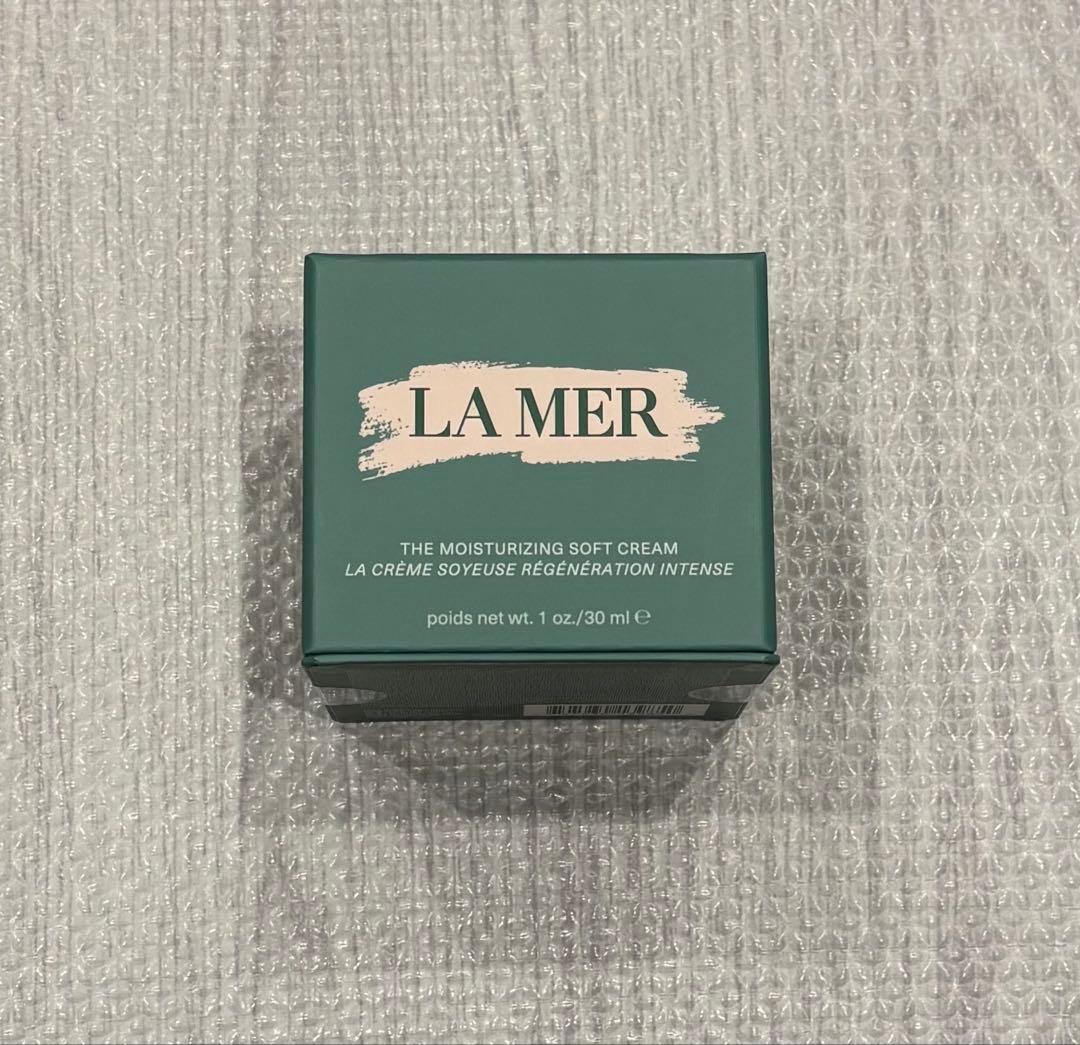 LA MER
THE MOISTURIZING SOFT CREAM
LA CRÈME SOYEUSE RÉGÉNÉRATION INTENSE
poids net wt. 1 oz./30 ml ℮